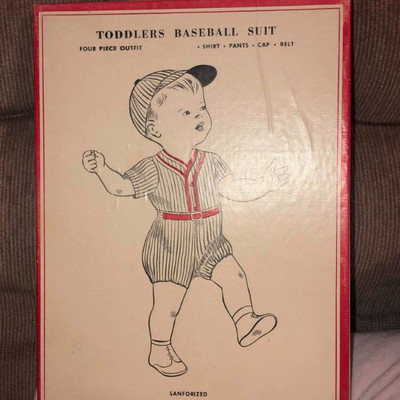 TODDLERS BASEBALL SUIT
FOUR PIECE OUTFIT • SHIRT • PANTS • CAP • BELT
SANFORIZED